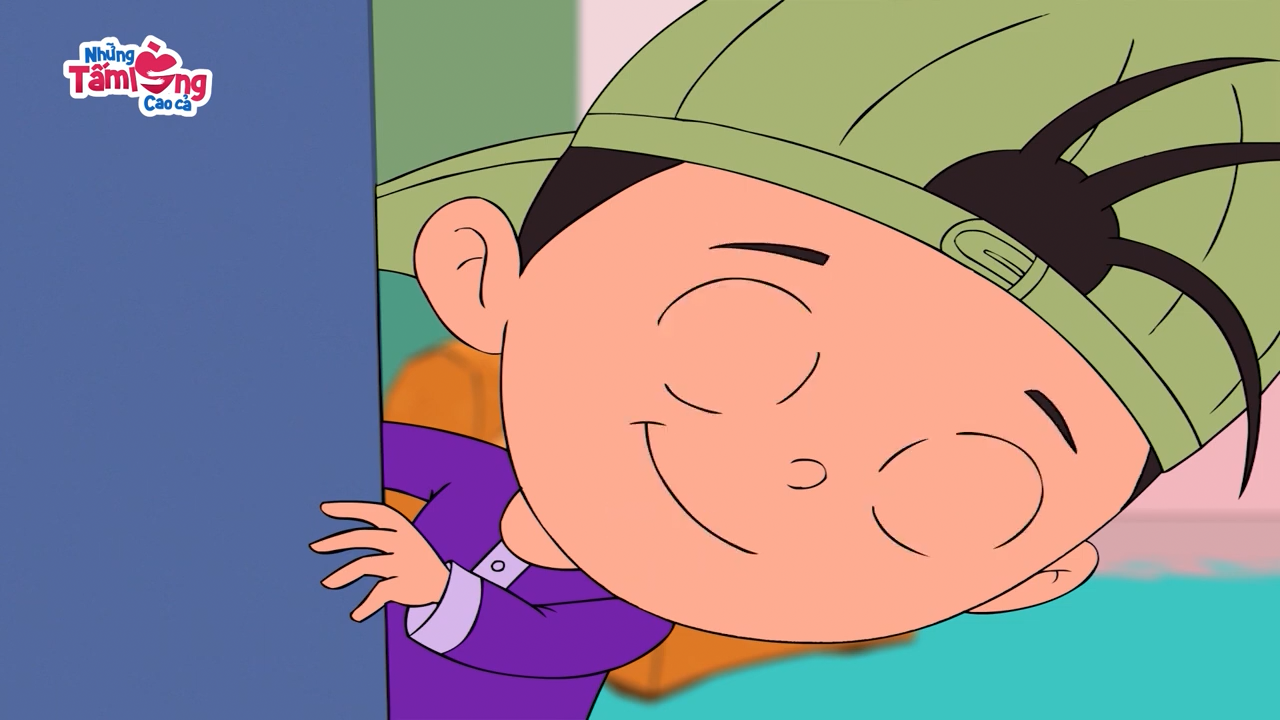 Những
Tấm lòng
Cao cả